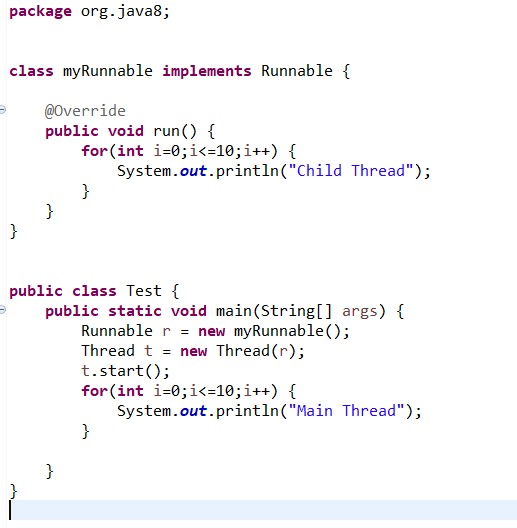 package org.java8;
class myRunnable implements Runnable {
@Override
public void run() {
for(int i=0;i<=10;i++) {
System.out.println("Child Thread");
}
}
}
public class Test {
public static void main(String[] args) {
Runnable r = new myRunnable();
Thread t = new Thread(r);
t.start();
for(int i=0;i<=10;i++) {
System.out.println("Main Thread");
}
}
}